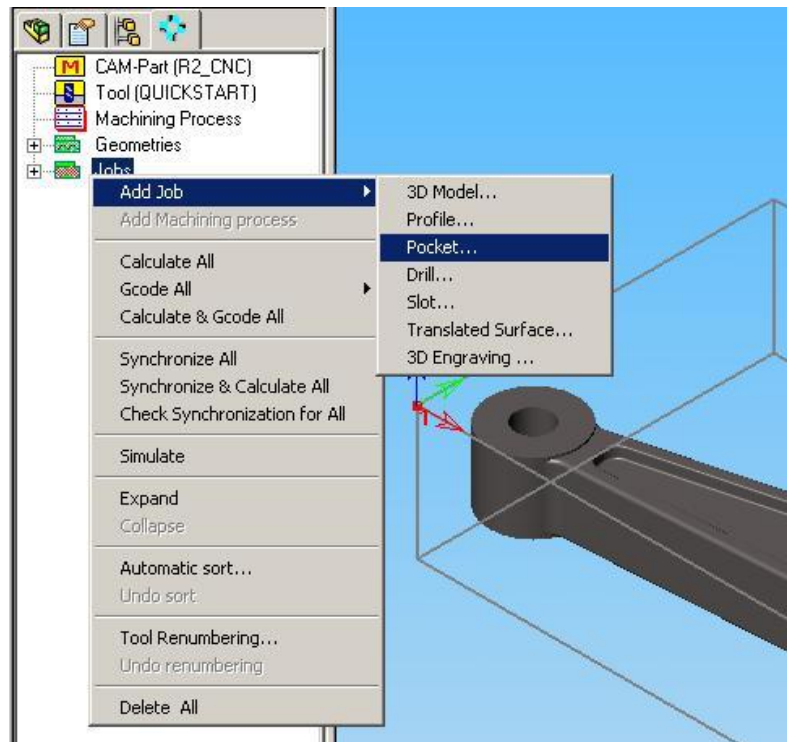 CAM-Part (R2_CNC)
Tool (QUICKSTART)
Machining Process
Geometries
Jobs
Add Job
Add Machining process
Calculate All
Gcode All
Calculate & Gcode All
Synchronize All
Synchronize & Calculate All
Check Synchronization for All
Simulate
Expand
Collapse
Automatic sort...
Undo sort
Tool Renumbering...
Undo renumbering
Delete All
3D Model...
Profile...
Pocket...
Drill...
Slot...
Translated Surface...
3D Engraving ...
1